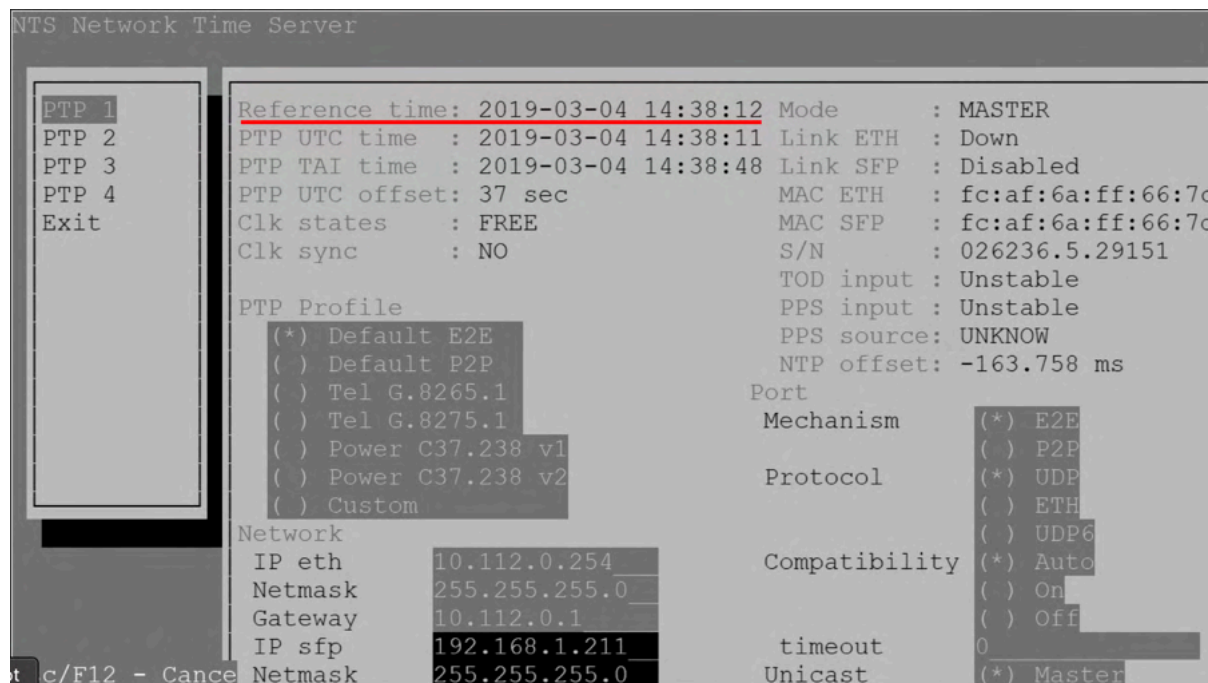 NTS Network Time Server
PTP 1
PTP 2
PTP 3
PTP 4
Exit
Reference time: 2019-03-04 14:38:12
PTP UTC time : 2019-03-04 14:38:11
PTP TAI time : 2019-03-04 14:38:48
PTP UTC offset: 37 sec
Clk states : FREE
Clk sync : NO
PTP Profile
(*) Default E2E
( ) Default P2P
( ) Tel G.8265.1
( ) Tel G.8275.1
( ) Power C37.238 v1
( ) Power C37.238 v2
( ) Custom
Network
IP eth 10.112.0.254
Netmask 255.255.255.0
Gateway 10.112.0.1
IP sfp 192.168.1.211
Netmask 255.255.255.0
Mode : MASTER
Link ETH : Down
Link SFP : Disabled
MAC ETH : fc:af:6a:ff:66:7c
MAC SFP : fc:af:6a:ff:66:7c
S/N : 026236.5.29151
TOD input : Unstable
PPS input : Unstable
PPS source: UNKNOW
NTP offset: -163.758 ms
Port
Mechanism (*) E2E
( ) P2P
Protocol (*) UDP
( ) ETH
( ) UDP6
Compatibility (*) Auto
( ) On
( ) Off
timeout 0
Unicast (*) Master
c/F12 - Cance